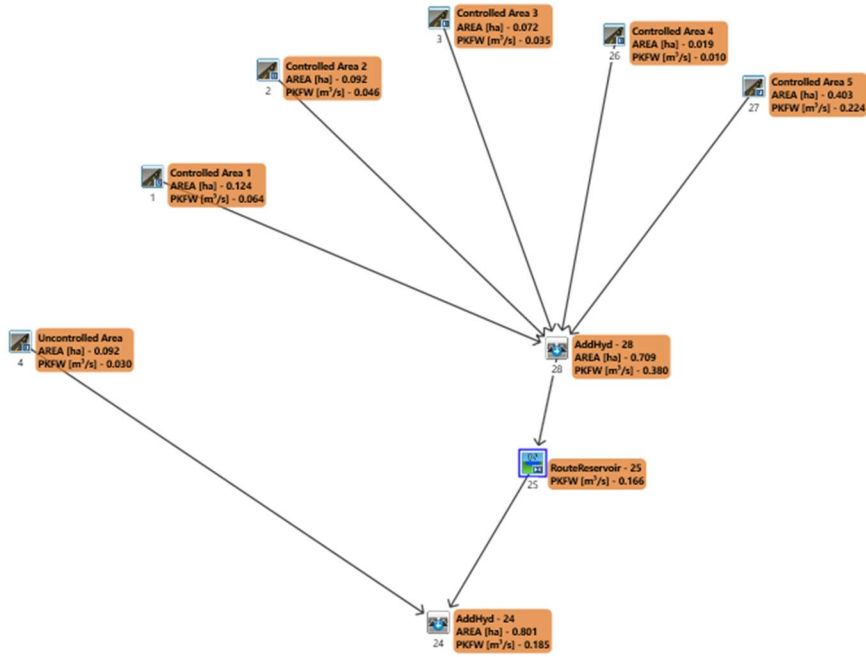 Controlled Area 3
AREA [ha] - 0.072
PKFW [m³/s] - 0.035
3
Controlled Area 4
AREA [ha] - 0.019
PKFW [m³/s] - 0.010
26
Controlled Area 2
AREA [ha] - 0.092
PKFW [m³/s] - 0.046
2
Controlled Area 5
AREA [ha] - 0.403
PKFW [m³/s] - 0.224
27
Controlled Area 1
AREA [ha] - 0.124
PKFW [m³/s] - 0.064
1
Uncontrolled Area
AREA [ha] - 0.092
PKFW [m³/s] - 0.030
4
AddHyd - 28
AREA [ha] - 0.709
PKFW [m³/s] - 0.380
28
RouteReservoir - 25
PKFW [m³/s] - 0.166
25
AddHyd - 24
AREA [ha] - 0.801
PKFW [m³/s] - 0.185
24